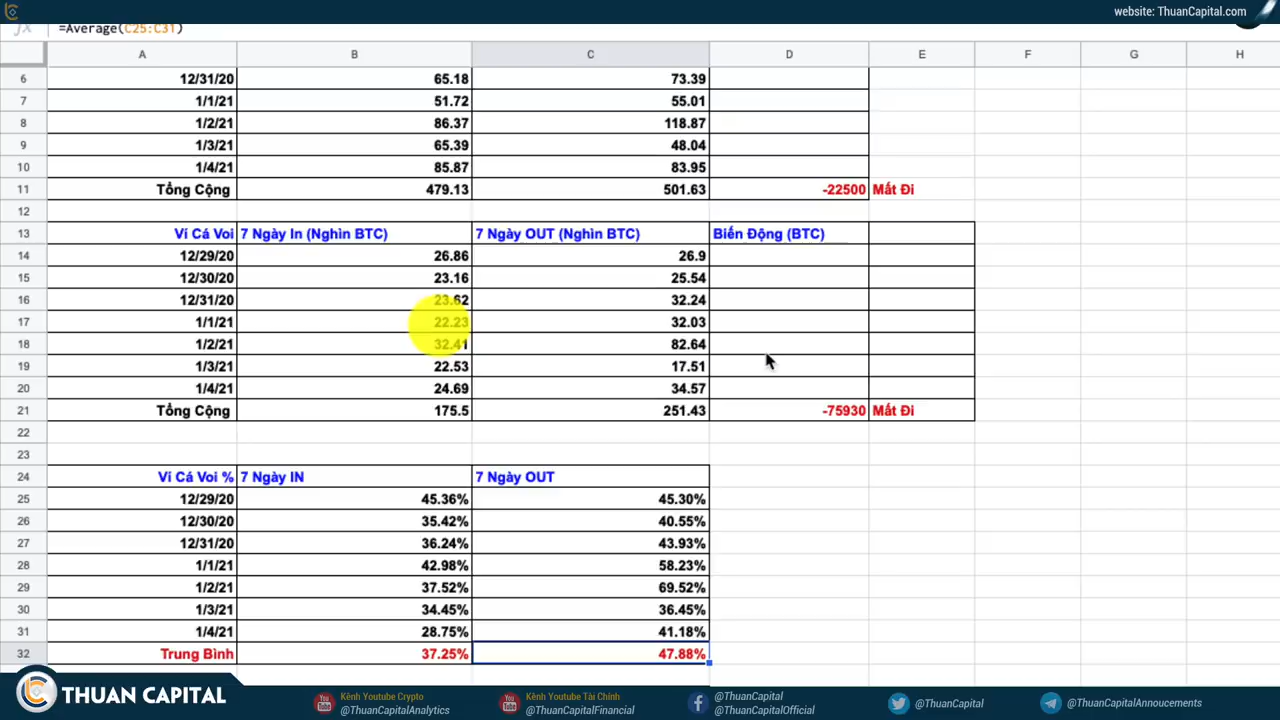 website: ThuanCapital.com
fx =Average(C25:C31)
A B C D E F G H
6 12/31/20 65.18 73.39
7 1/1/21 51.72 55.01
8 1/2/21 86.37 118.87
9 1/3/21 65.39 48.04
10 1/4/21 85.87 83.95
11 Tổng Cộng 479.13 501.63 -22500 Mất Đi
12
13 Ví Cá Voi 7 Ngày In (Nghìn BTC) 7 Ngày OUT (Nghìn BTC) Biến Động (BTC)
14 12/29/20 26.86 26.9
15 12/30/20 23.16 25.54
16 12/31/20 23.62 32.24
17 1/1/21 22.23 32.03
18 1/2/21 32.41 82.64
19 1/3/21 22.53 17.51
20 1/4/21 24.69 34.57
21 Tổng Cộng 175.5 251.43 -75930 Mất Đi
22
23
24 Ví Cá Voi % 7 Ngày IN 7 Ngày OUT
25 12/29/20 45.36% 45.30%
26 12/30/20 35.42% 40.55%
27 12/31/20 36.24% 43.93%
28 1/1/21 42.98% 58.23%
29 1/2/21 37.52% 69.52%
30 1/3/21 34.45% 36.45%
31 1/4/21 28.75% 41.18%
32 Trung Bình 37.25% 47.88%
THUAN CAPITAL
Kênh Youtube Crypto
@ThuanCapitalAnalytics
Kênh Youtube Tài Chính
@ThuanCapitalFinancial
@ThuanCapital
@ThuanCapitalOfficial
@ThuanCapital
@ThuanCapitalAnnoucements